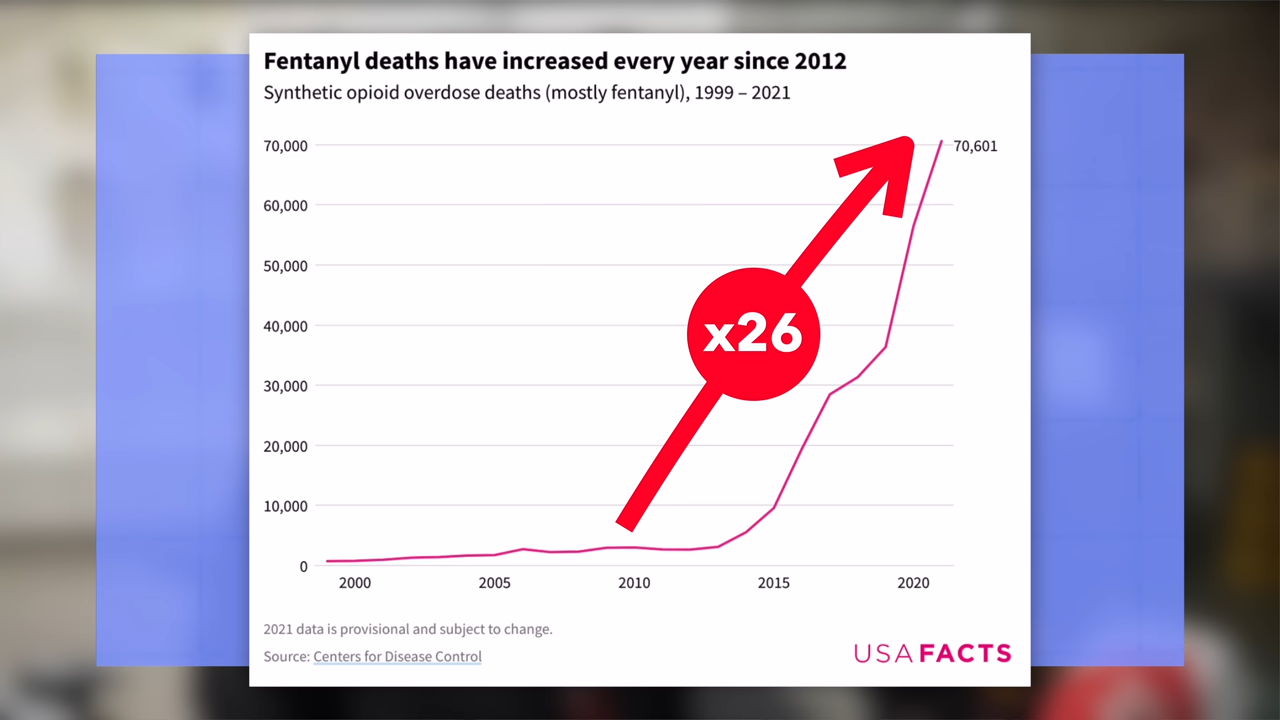 Fentanyl deaths have increased every year since 2012
Synthetic opioid overdose deaths (mostly fentanyl), 1999 – 2021
70,000
70,601
60,000
50,000
40,000
x26
30,000
20,000
10,000
0
2000 2005 2010 2015 2020
2021 data is provisional and subject to change.
Source: Centers for Disease Control
USAFACTS